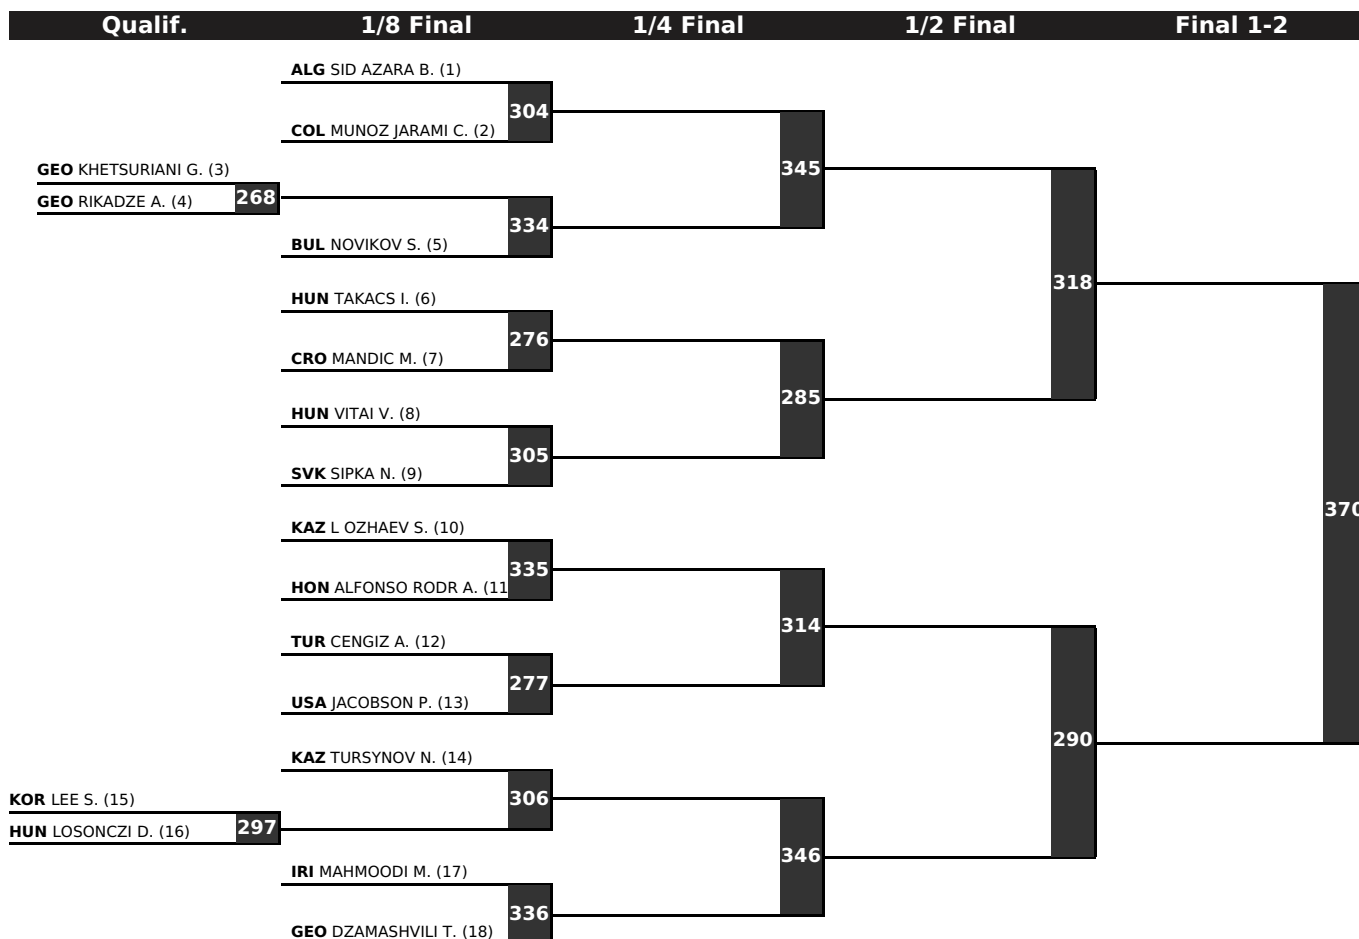 Qualif. 1/8 Final 1/4 Final 1/2 Final Final 1-2
ALG SID AZARA B. (1)
304
COL MUNOZ JARAMI C. (2)
GEO KHETSURIANI G. (3)
345
GEO RIKADZE A. (4)
268
334
BUL NOVIKOV S. (5)
318
HUN TAKACS I. (6)
276
CRO MANDIC M. (7)
285
HUN VITAI V. (8)
305
SVK SIPKA N. (9)
370
KAZ L OZHAEV S. (10)
335
HON ALFONSO RODR A. (11
314
TUR CENGIZ A. (12)
277
USA JACOBSON P. (13)
290
KAZ TURSYNOV N. (14)
306
KOR LEE S. (15)
HUN LOSONCZI D. (16)
297
346
IRI MAHMOODI M. (17)
336
GEO DZAMASHVILI T. (18)